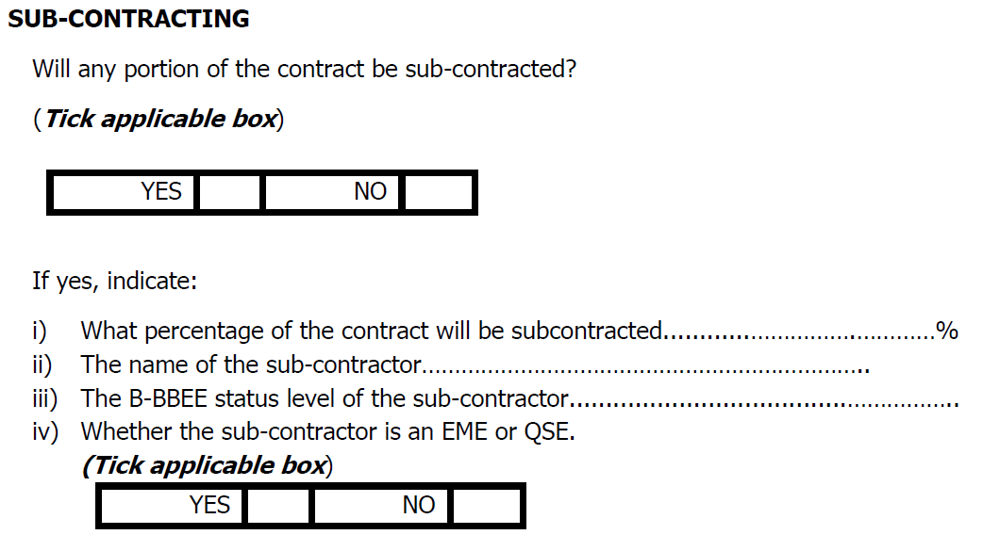 SUB-CONTRACTING
Will any portion of the contract be sub-contracted?
(Tick applicable box)
YES NO
If yes, indicate:
i) What percentage of the contract will be subcontracted............…………….…………%
ii) The name of the sub-contractor…………………………………………………………..
iii) The B-BBEE status level of the sub-contractor......................................……………..
iv) Whether the sub-contractor is an EME or QSE.
(Tick applicable box)
YES NO